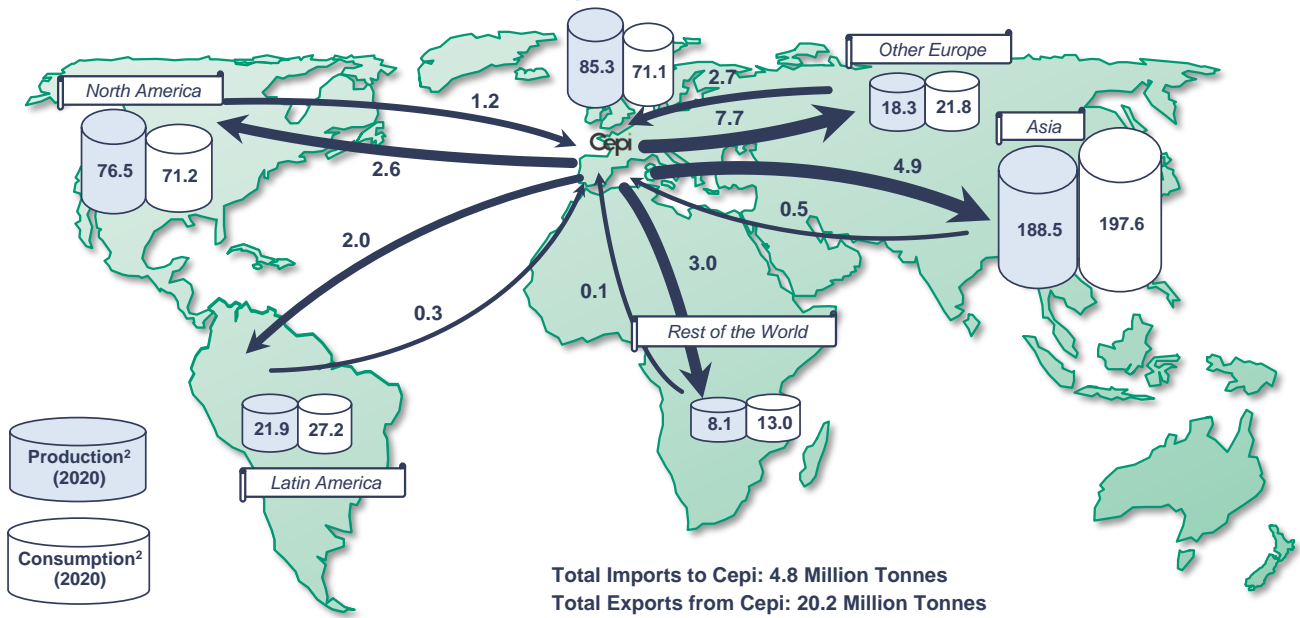 85.3
71.1
Other Europe
18.3
21.8
North America
76.5
71.2
1.2
2.7
7.7
Cepi
2.6
4.9
Asia
188.5
197.6
0.5
2.0
3.0
0.1
0.3
Rest of the World
8.1
13.0
21.9
27.2
Latin America
Production²
(2020)
Consumption²
(2020)
Total Imports to Cepi: 4.8 Million Tonnes
Total Exports from Cepi: 20.2 Million Tonnes